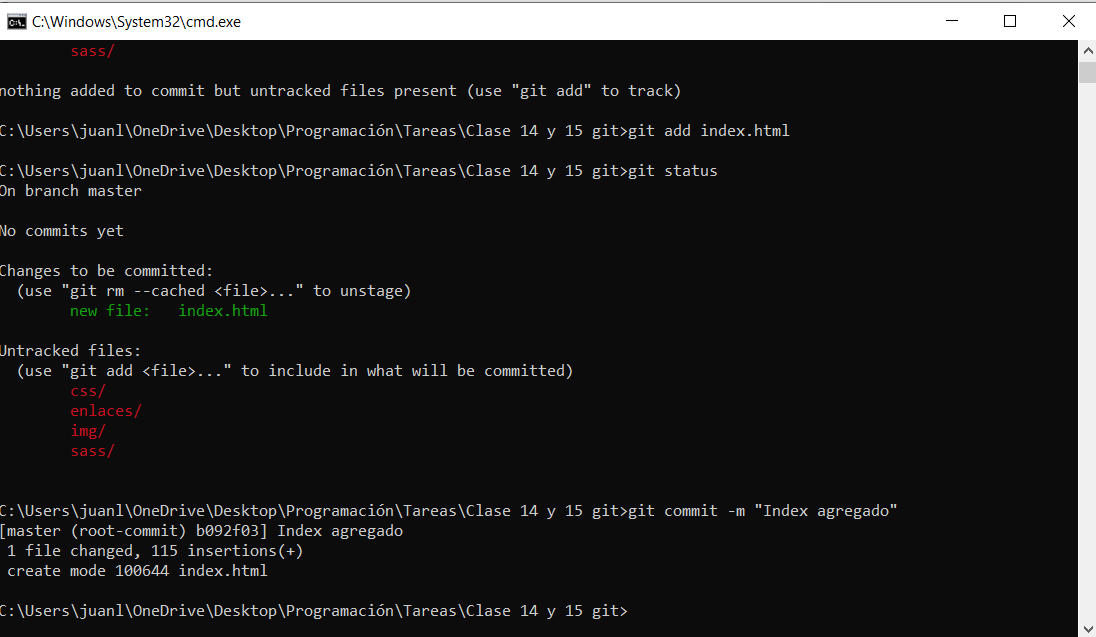 C:\Windows\System32\cmd.exe
sass/
nothing added to commit but untracked files present (use "git add" to track)
C:\Users\juanl\OneDrive\Desktop\Programación\Tareas\Clase 14 y 15 git>git add index.html
C:\Users\juanl\OneDrive\Desktop\Programación\Tareas\Clase 14 y 15 git>git status
On branch master
No commits yet
Changes to be committed:
(use "git rm --cached <file>..." to unstage)
new file:   index.html
Untracked files:
(use "git add <file>..." to include in what will be committed)
css/
enlaces/
img/
sass/
C:\Users\juanl\OneDrive\Desktop\Programación\Tareas\Clase 14 y 15 git>git commit -m "Index agregado"
[master (root-commit) b092f03] Index agregado
1 file changed, 115 insertions(+)
create mode 100644 index.html
C:\Users\juanl\OneDrive\Desktop\Programación\Tareas\Clase 14 y 15 git>